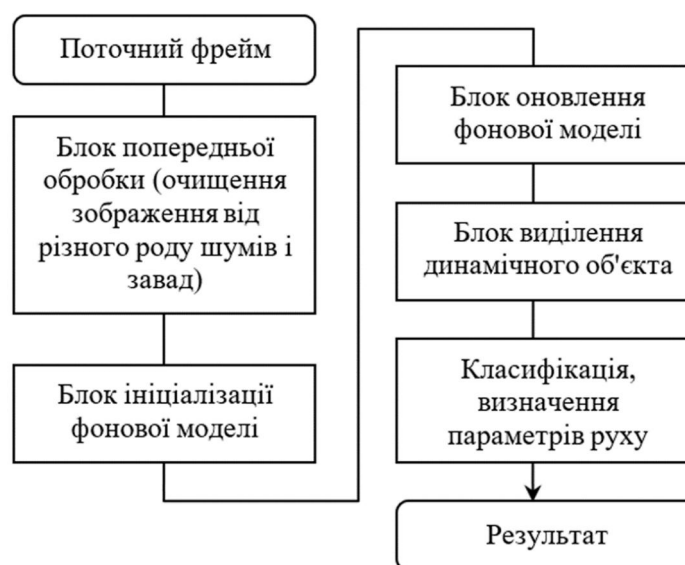 Поточний фрейм
Блок попередньої
обробки (очищення
зображення від
різного роду шумів і
завад)
Блок ініціалізації
фонової моделі
Блок оновлення
фонової моделі
Блок виділення
динамічного об'єкта
Класифікація,
визначення
параметрів руху
Результат